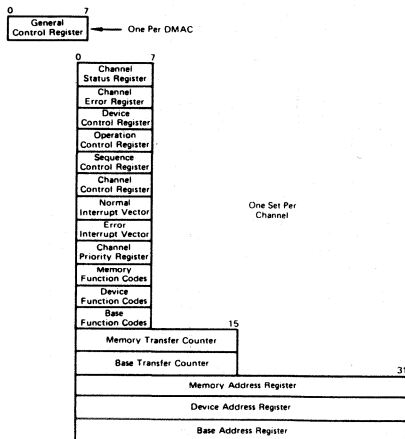 0 7
General
Control Register
One Per DMAC
0 7
Channel
Status Register
Channel
Error Register
Device
Control Register
Operation
Control Register
Sequence
Control Register
Channel
Control Register
Normal
Interrupt Vector
Error
Interrupt Vector
Channel
Priority Register
Memory
Function Codes
Device
Function Codes
Base
Function Codes
One Set Per
Channel
15
Memory Transfer Counter
Base Transfer Counter
31
Memory Address Register
Device Address Register
Base Address Register